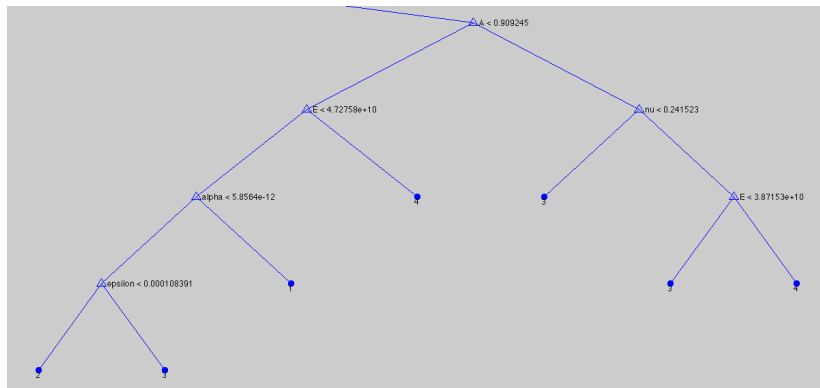 A < 0.909245
E < 4.72758e+10
nu < 0.241523
alpha < 5.8564e-12
4
3
E < 3.87153e+10
epsilon < 0.000108391
1
3
4
2
3